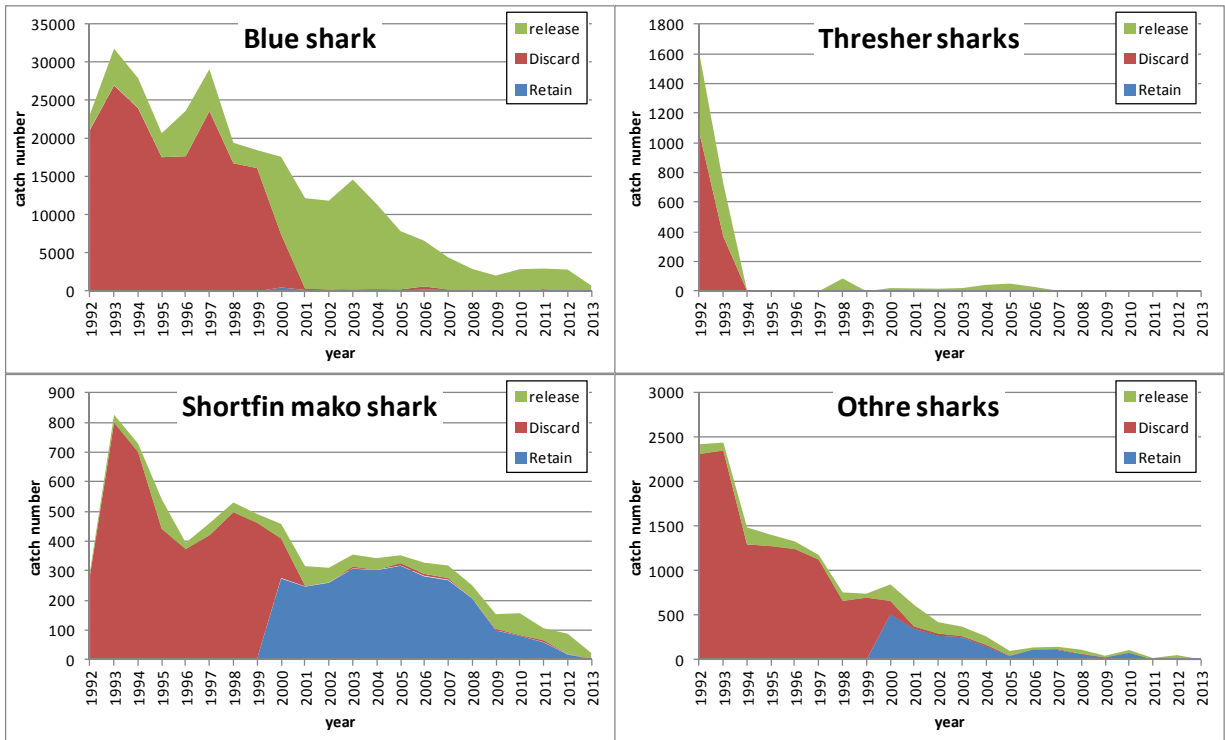 Blue shark
release
Discard
Retain
catch number
35000
30000
25000
20000
15000
10000
5000
0
1992 1993 1994 1995 1996 1997 1998 1999 2000 2001 2002 2003 2004 2005 2006 2007 2008 2009 2010 2011 2012 2013
year
Thresher sharks
release
Discard
Retain
catch number
1800
1600
1400
1200
1000
800
600
400
200
0
1992 1993 1994 1995 1996 1997 1998 1999 2000 2001 2002 2003 2004 2005 2006 2007 2008 2009 2010 2011 2012 2013
year
Shortfin mako shark
release
Discard
Retain
catch number
900
800
700
600
500
400
300
200
100
0
1992 1993 1994 1995 1996 1997 1998 1999 2000 2001 2002 2003 2004 2005 2006 2007 2008 2009 2010 2011 2012 2013
year
Othre sharks
release
Discard
Retain
catch number
3000
2500
2000
1500
1000
500
0
1992 1993 1994 1995 1996 1997 1998 1999 2000 2001 2002 2003 2004 2005 2006 2007 2008 2009 2010 2011 2012 2013
year